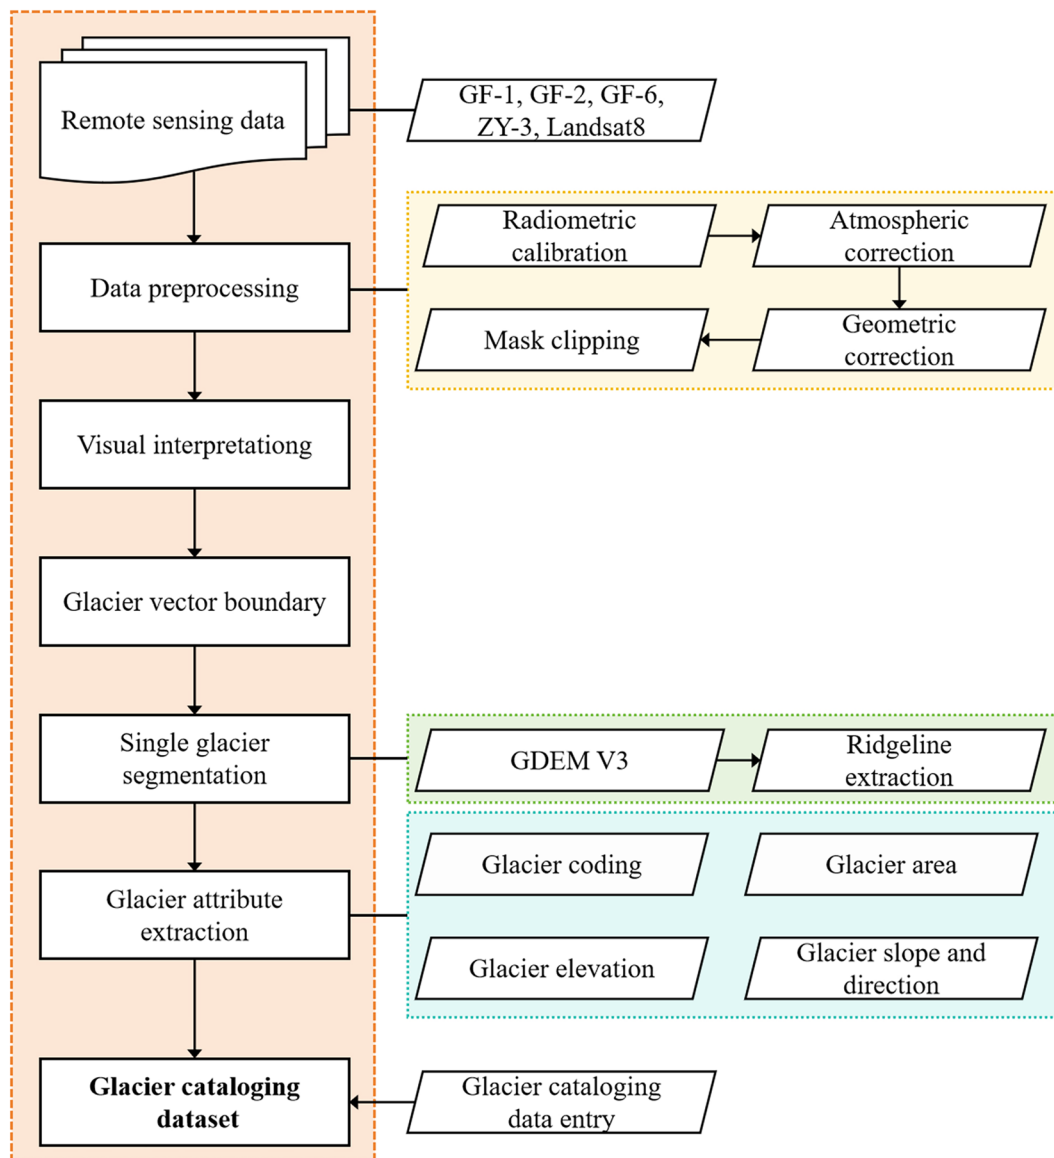 Remote sensing data
GF-1, GF-2, GF-6,
ZY-3, Landsat8
Data preprocessing
Radiometric
calibration
Atmospheric
correction
Mask clipping
Geometric
correction
Visual interpretationg
Glacier vector boundary
Single glacier
segmentation
GDEM V3
Ridgeline
extraction
Glacier attribute
extraction
Glacier coding
Glacier area
Glacier elevation
Glacier slope and
direction
Glacier cataloging
dataset
Glacier cataloging
data entry